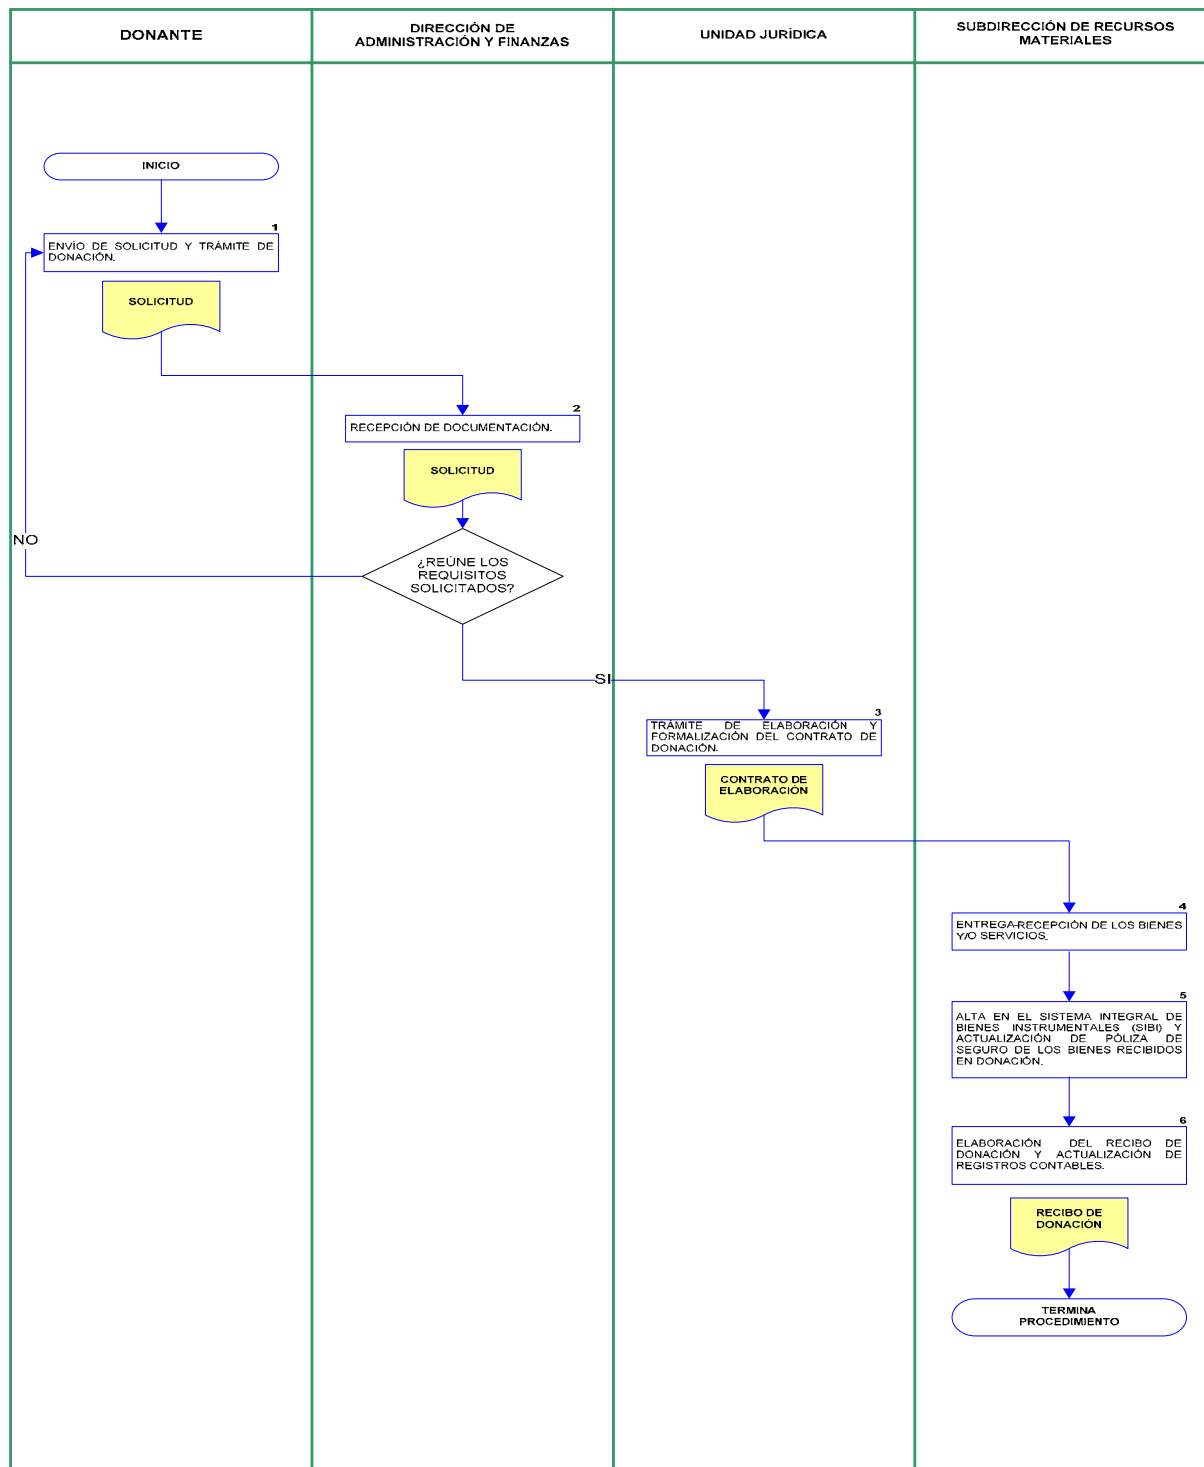 DONANTE
DIRECCIÓN DE
ADMINISTRACIÓN Y FINANZAS
UNIDAD JURÍDICA
SUBDIRECCIÓN DE RECURSOS
MATERIALES
INICIO
1
ENVÍO DE SOLICITUD Y TRÁMITE DE
DONACIÓN.
SOLICITUD
2
RECEPCIÓN DE DOCUMENTACIÓN.
SOLICITUD
NO
¿REÚNE LOS
REQUISITOS
SOLICITADOS?
SI
3
TRÁMITE DE ELABORACIÓN Y
FORMALIZACIÓN DEL CONTRATO DE
DONACIÓN.
CONTRATO DE
ELABORACIÓN
4
ENTREGA-RECEPCIÓN DE LOS BIENES
Y/O SERVICIOS.
5
ALTA EN EL SISTEMA INTEGRAL DE
BIENES INSTRUMENTALES (SIBI) Y
ACTUALIZACIÓN DE PÓLIZA DE
SEGURO DE LOS BIENES RECIBIDOS
EN DONACIÓN.
6
ELABORACIÓN DEL RECIBO DE
DONACIÓN Y ACTUALIZACIÓN DE
REGISTROS CONTABLES.
RECIBO DE
DONACIÓN
TERMINA
PROCEDIMIENTO